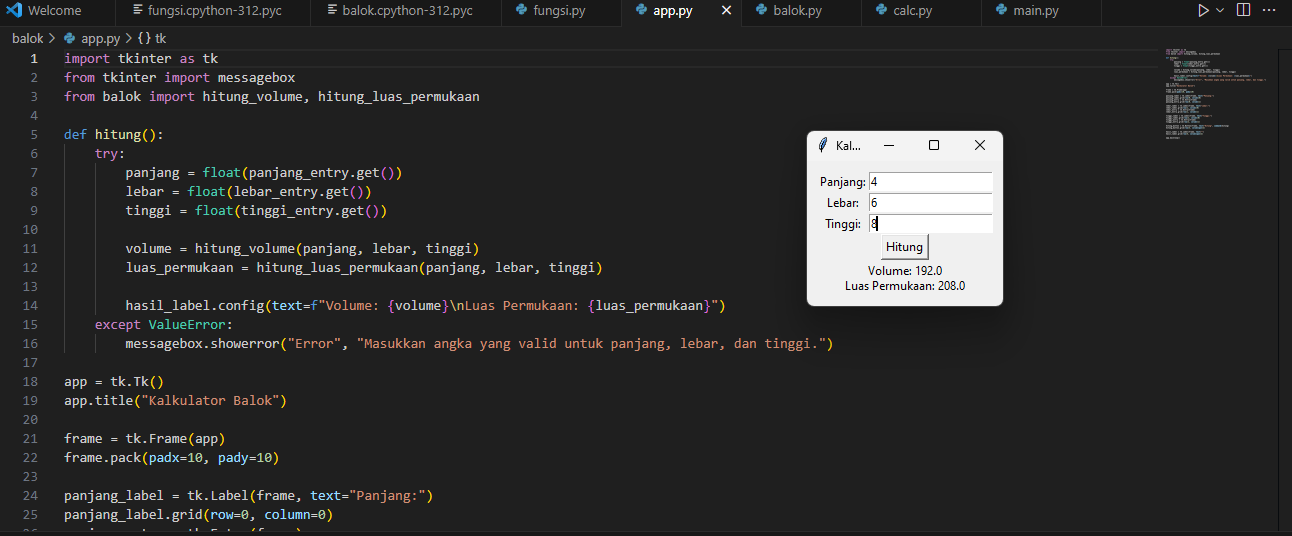 Welcome
fungsi.cpython-312.pyc
balok.cpython-312.pyc
fungsi.py
app.py
balok.py
calc.py
main.py
balok > app.py > {} tk
1 import tkinter as tk
2 from tkinter import messagebox
3 from balok import hitung_volume, hitung_luas_permukaan
4
5 def hitung():
6 try:
7 panjang = float(panjang_entry.get())
8 lebar = float(lebar_entry.get())
9 tinggi = float(tinggi_entry.get())
10
11 volume = hitung_volume(panjang, lebar, tinggi)
12 luas_permukaan = hitung_luas_permukaan(panjang, lebar, tinggi)
13
14 hasil_label.config(text=f"Volume: {volume}\nLuas Permukaan: {luas_permukaan}")
15 except ValueError:
16 messagebox.showerror("Error", "Masukkan angka yang valid untuk panjang, lebar, dan tinggi.")
17
18 app = tk.Tk()
19 app.title("Kalkulator Balok")
20
21 frame = tk.Frame(app)
22 frame.pack(padx=10, pady=10)
23
24 panjang_label = tk.Label(frame, text="Panjang:")
25 panjang_label.grid(row=0, column=0)
Kal...
Panjang: 4
Lebar: 6
Tinggi: 8
Hitung
Volume: 192.0
Luas Permukaan: 208.0